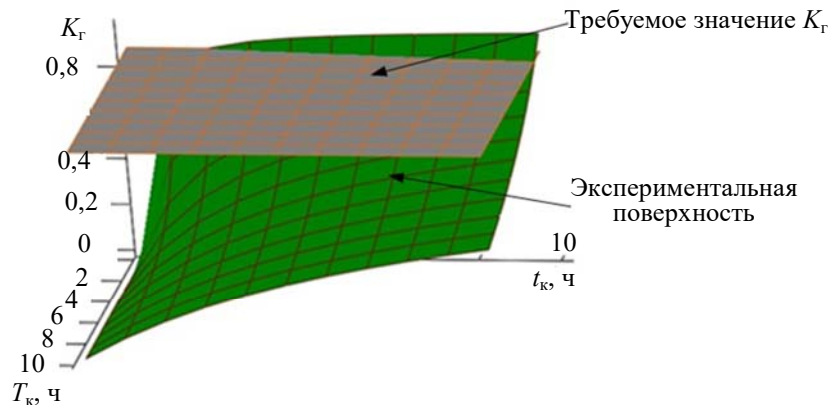 Kг
Требуемое значение Kг
0,8
0,4
0,2
0
Экспериментальная
поверхность
10
tк, ч
2
4
6
8
10
Tк, ч